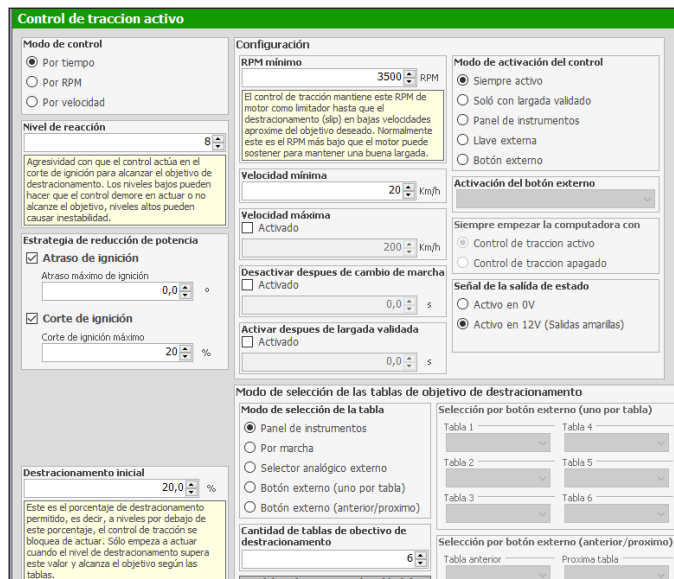 Control de traccion activo
Modo de control
Por tiempo
Por RPM
Por velocidad
Nivel de reacción
8
Agresividad con que el control actúa en el
corte de ignición para alcanzar el objetivo de
destracionamento. Los niveles bajos pueden
hacer que el control demore en actuar o no
alcanze el objetivo, niveles altos pueden
causar inestabilidad.
Estrategia de reducción de potencia
Atraso de ignición
Atraso máximo de ignición
0,0 °
Corte de ignición
Corte de ignición máximo
20 %
Destracionamento inicial
20,0 %
Este es el porcentaje de destracionamento
permitido, es decir, a niveles por debajo de
este porcentaje, el control de tracción se
bloquea de actuar. Sólo empeza a actuar
cuando el nivel de destracionamento supera
este valor y alcanza el objetivo según las
tablas.
Configuración
RPM mínimo
3500 RPM
El control de tracción mantiene este RPM de
motor como limitador hasta que el
destracionamento (slip) en bajas velocidades
aproxime del objetivo deseado. Normalmente
este es el RPM más bajo que el motor puede
sostener para mantener una buena largada.
Velocidad mínima
20 Km/h
Velocidad máxima
Activado
200 Km/h
Desactivar despues de cambio de marcha
Activado
0,0 s
Activar despues de largada validada
Activado
0,0 s
Modo de activación del control
Siempre activo
Soló con largada validado
Panel de instrumentos
Llave externa
Botón externo
Activación del botón externo
Siempre empezar la computadora con
Control de traccion activo
Control de traccion apagado
Señal de la salída de estado
Activo en 0V
Activo en 12V (Salidas amarillas)
Modo de selección de las tablas de objetivo de destracionamento
Modo de selección de la tabla
Panel de instrumentos
Por marcha
Selector analógico externo
Botón externo (uno por tabla)
Botón externo (anterior/proximo)
Cantidad de tablas de obectivo de
destracionamento
6
Selección por botón externo (uno por tabla)
Tabla 1 Tabla 4
Tabla 2 Tabla 5
Tabla 3 Tabla 6
Selección por botón externo (anterior/proximo)
Tabla anterior Proxima tabla